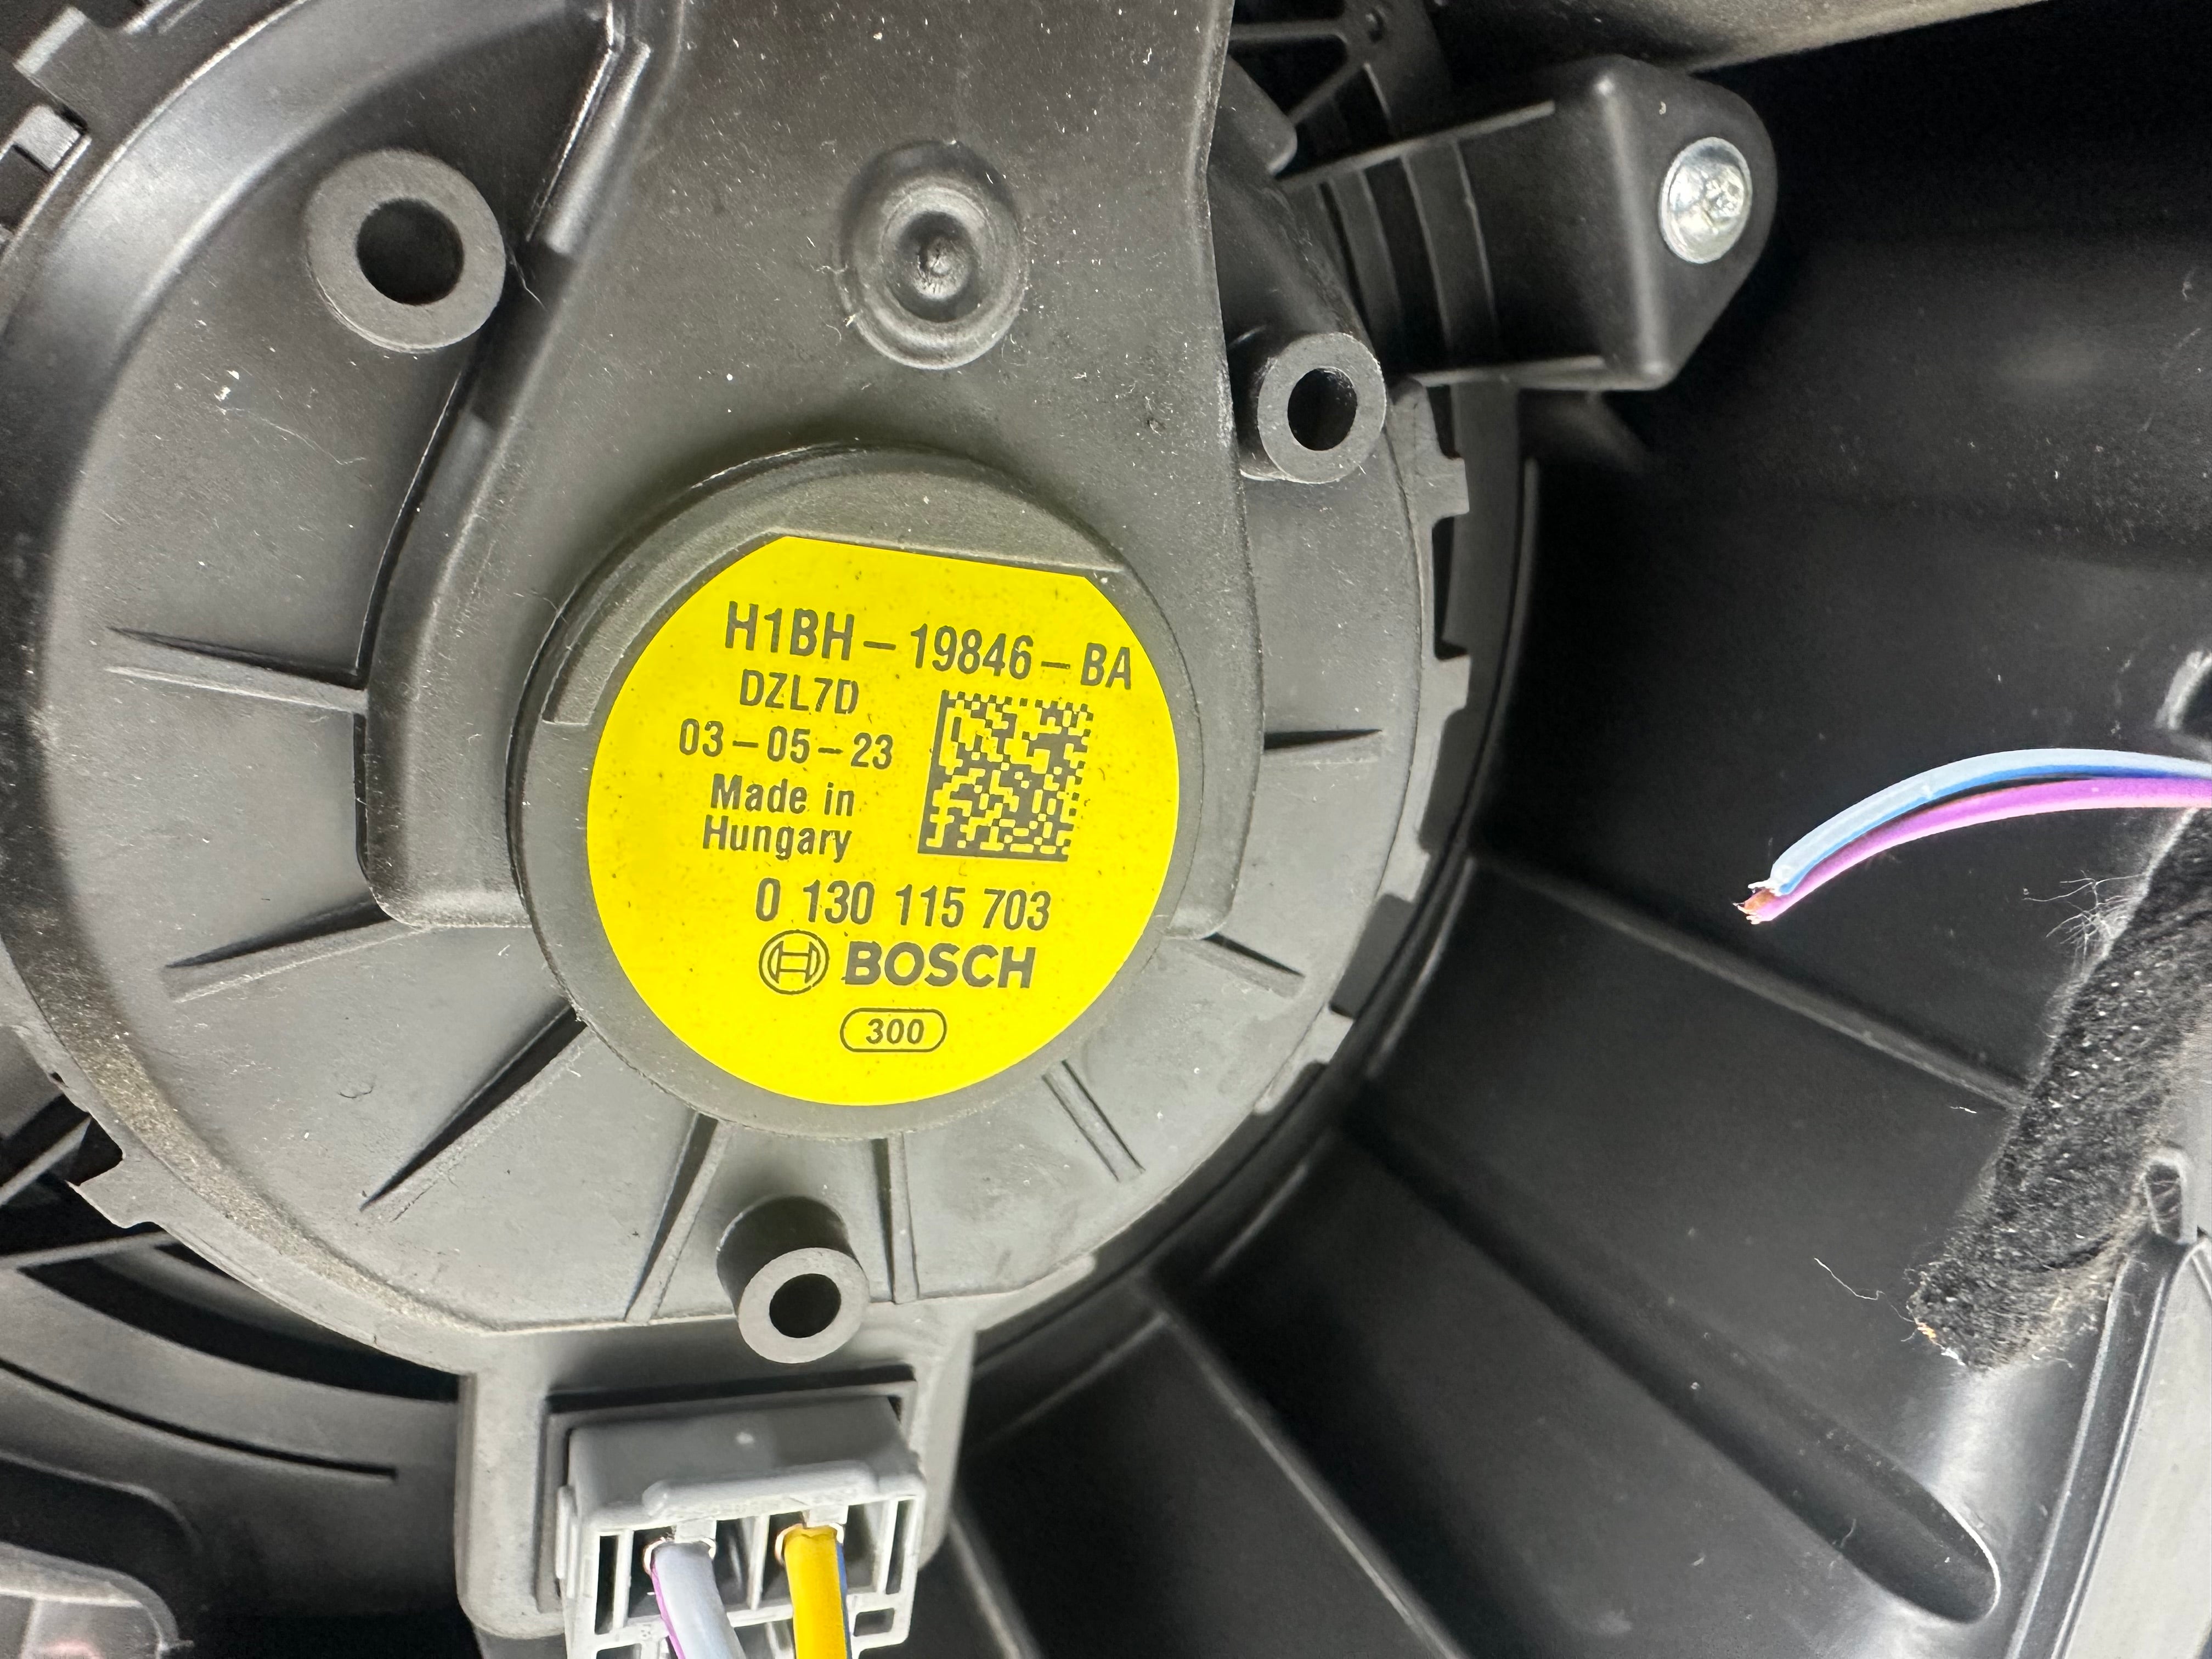 H1BH-19846-BA
DZL7D
03-05-23
Made in
Hungary
0 130 115 703
BOSCH
300